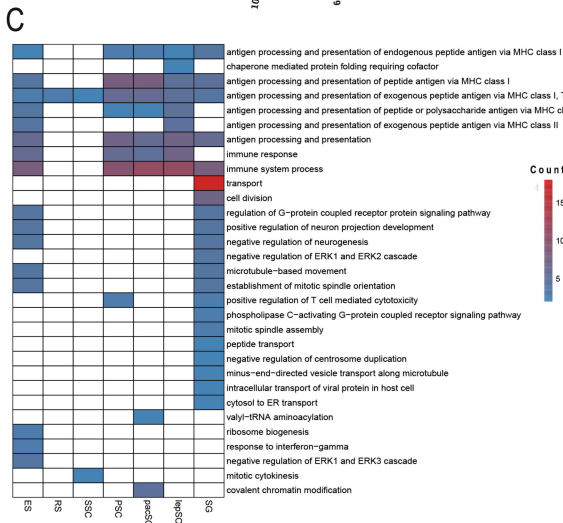 C
10
9
antigen processing and presentation of endogenous peptide antigen via MHC class I
chaperone mediated protein folding requiring cofactor
antigen processing and presentation of peptide antigen via MHC class I
antigen processing and presentation of exogenous peptide antigen via MHC class I,
antigen processing and presentation of peptide or polysaccharide antigen via MHC
antigen processing and presentation of exogenous peptide antigen via MHC class II
antigen processing and presentation
immune response
immune system process
transport
cell division
regulation of G−protein coupled receptor protein signaling pathway
positive regulation of neuron projection development
negative regulation of neurogenesis
negative regulation of ERK1 and ERK2 cascade
microtubule−based movement
establishment of mitotic spindle orientation
positive regulation of T cell mediated cytotoxicity
phospholipase C−activating G−protein coupled receptor signaling pathway
mitotic spindle assembly
peptide transport
negative regulation of centrosome duplication
minus−end−directed vesicle transport along microtubule
intracellular transport of viral protein in host cell
cytosol to ER transport
valyl−tRNA aminoacylation
ribosome biogenesis
response to interferon−gamma
negative regulation of ERK1 and ERK3 cascade
mitotic cytokinesis
covalent chromatin modification
ES RS SSC PSC pacSC lepSC SG
Count
15
10
5